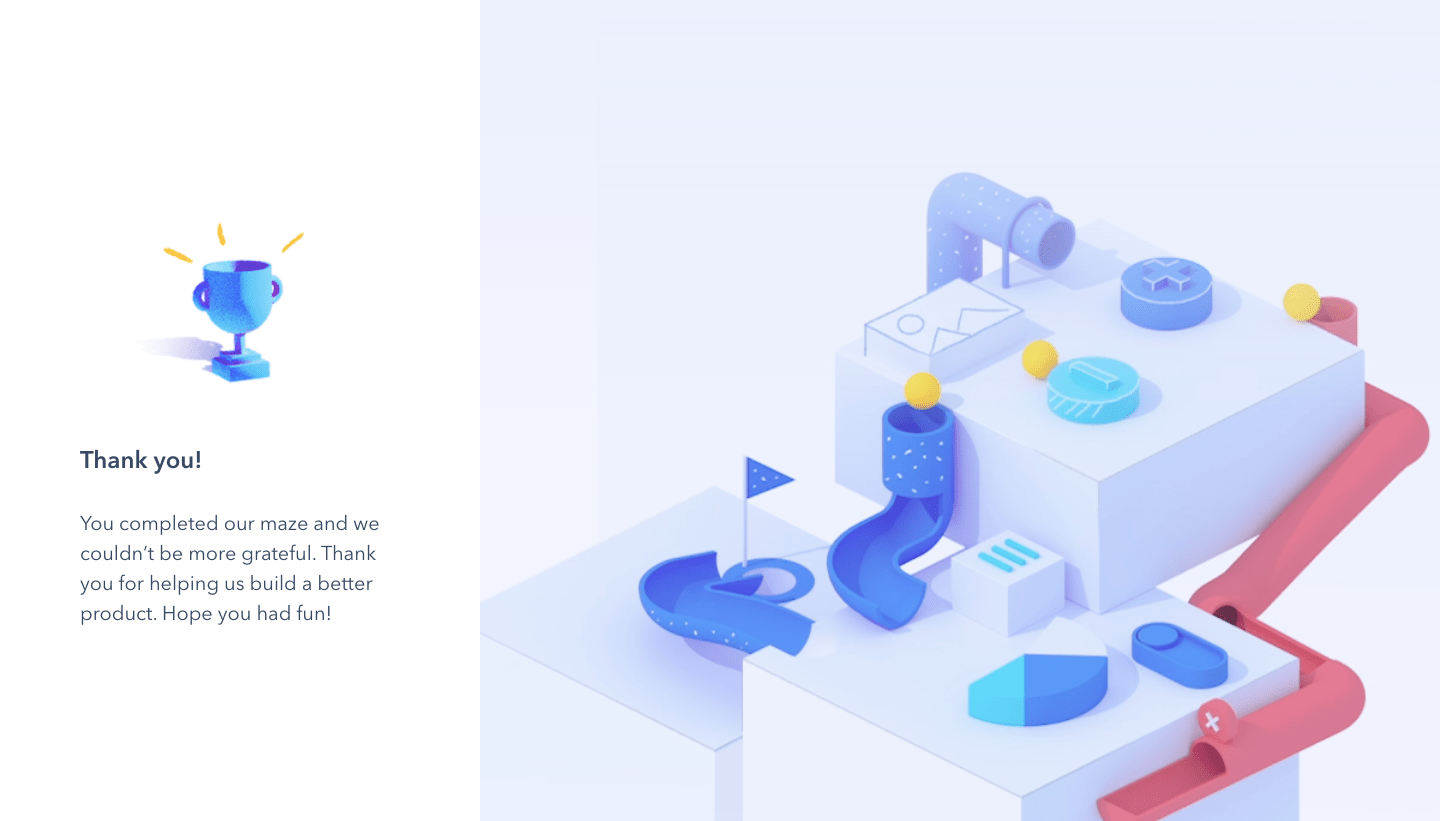 Thank you!
You completed our maze and we
couldn’t be more grateful. Thank
you for helping us build a better
product. Hope you had fun!